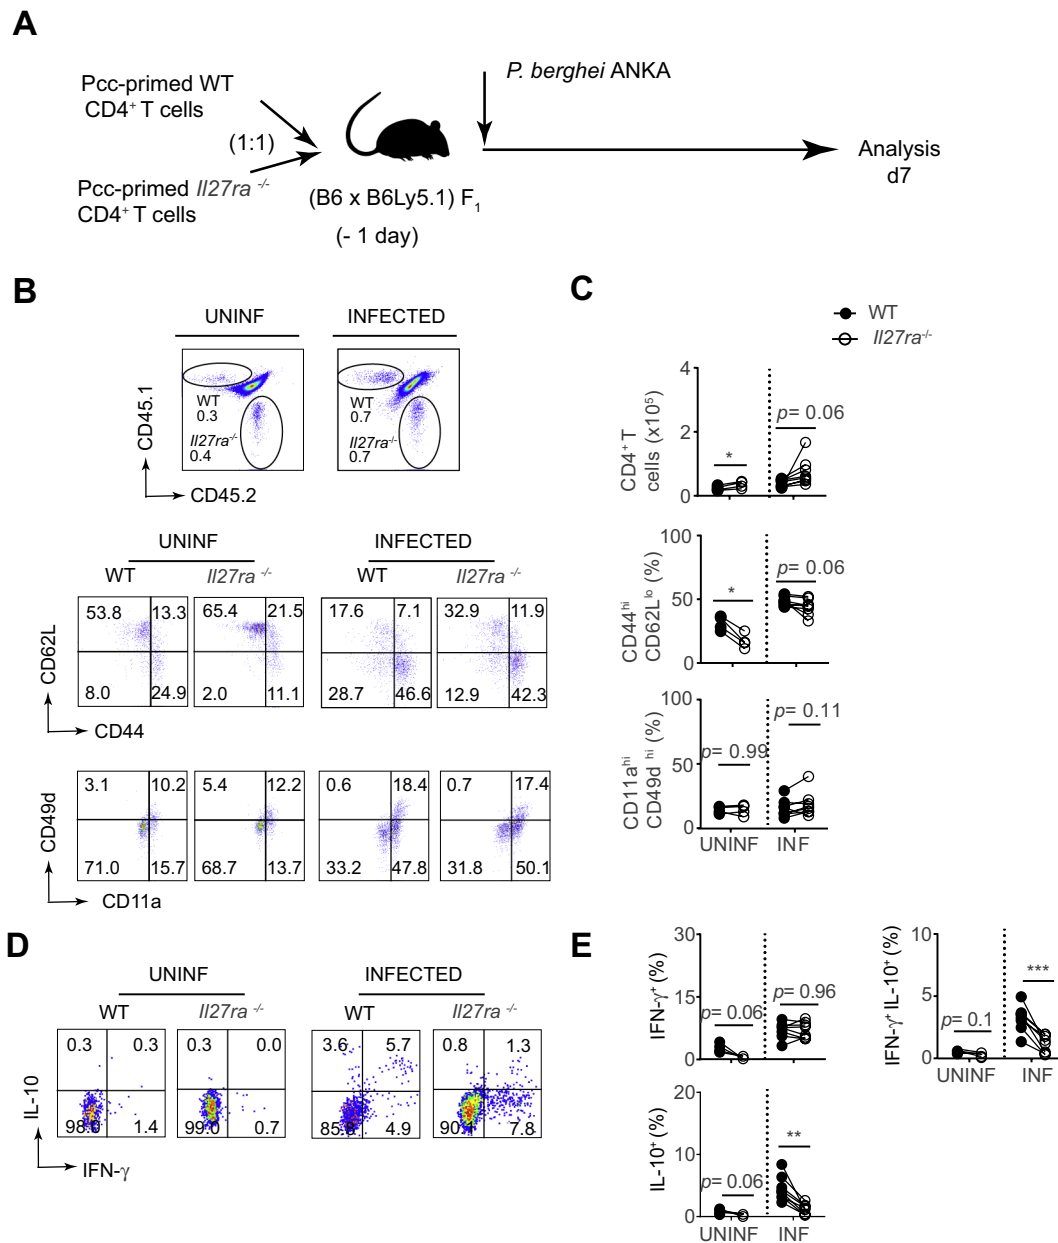 A
Pcc-primed WT
CD4⁺ T cells
(1:1)
Pcc-primed Il27ra -/-
CD4⁺ T cells
P. berghei ANKA
(B6 x B6Ly5.1) F₁
(- 1 day)
Analysis
d7
B
UNINF INFECTED
CD45.1
WT
0.3
Il27ra-/-
0.4
WT
0.7
Il27ra-/-
0.7
CD45.2
UNINF INFECTED
WT Il27ra -/- WT Il27ra -/-
CD62L
53.8 13.3 65.4 21.5 17.6 7.1 32.9 11.9
8.0 24.9 2.0 11.1 28.7 46.6 12.9 42.3
CD44
CD49d
3.1 10.2 5.4 12.2 0.6 18.4 0.7 17.4
71.0 15.7 68.7 13.7 33.2 47.8 31.8 50.1
CD11a
C
WT
Il27ra-/-
CD4⁺ T
cells (x10⁵)
4
2
0
*
p= 0.06
CD44hi
CD62Llo (%)
100
50
0
*
p= 0.06
CD11ahi
CD49d hi (%)
100
50
0
p= 0.99
p= 0.11
UNINF INF
D
UNINF INFECTED
WT Il27ra -/- WT Il27ra -/-
IL-10
0.3 0.3 0.3 0.0 3.6 5.7 0.8 1.3
1.4 99.0 0.7 4.9 7.8
IFN-γ
E
IFN-γ⁺ (%)
30
15
0
p= 0.06
p= 0.96
IFN-γ⁺ IL-10⁺ (%)
10
5
0
p= 0.1
***
UNINF INF
IL-10⁺ (%)
20
10
0
p= 0.06
**
UNINF INF